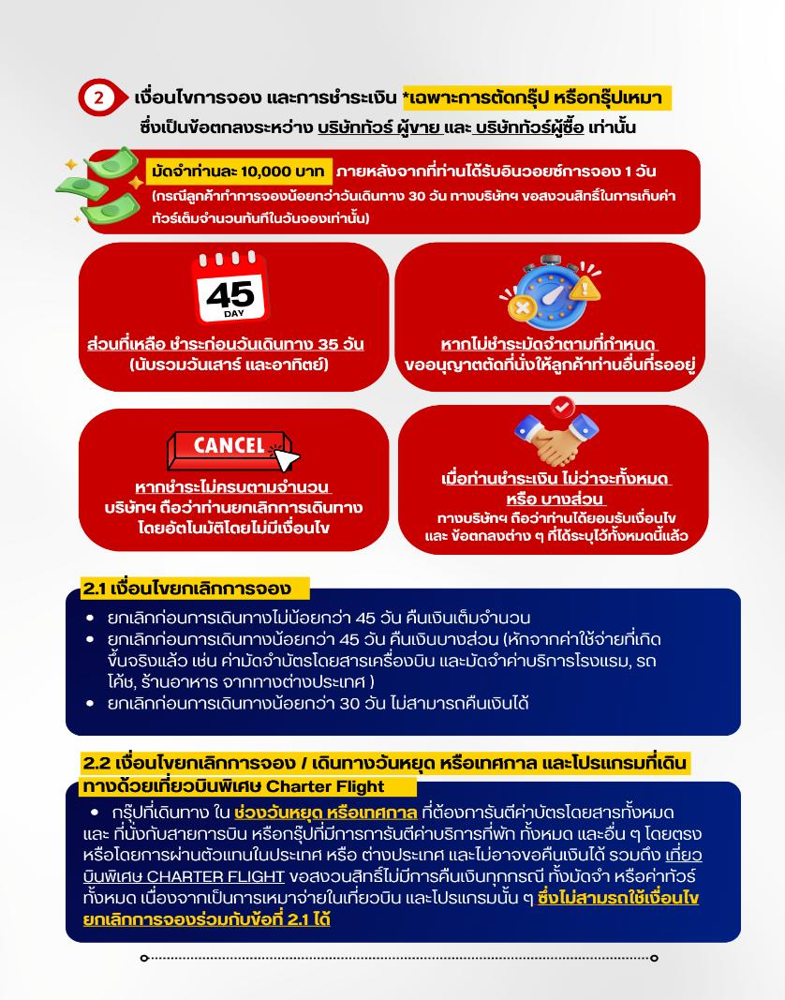 2 เงื่อนไขการจอง และการชำระเงิน *เฉพาะการตัดกรุ๊ป หรือกรุ๊ปเหมา
ซึ่งเป็นข้อตกลงระหว่าง บริษัททัวร์ ผู้ขาย และ บริษัททัวร์ผู้ซื้อ เท่านั้น
มัดจำท่านละ 10,000 บาท ภายหลังจากที่ท่านได้รับอินวอยซ์การจอง 1 วัน
(กรณีลูกค้าทำการจองน้อยกว่าวันเดินทาง 30 วัน ทางบริษัทฯ ขอสงวนสิทธิ์ในการเก็บค่า
ทัวร์เต็มจำนวนทันทีในวันจองเท่านั้น)
45
DAY
ส่วนที่เหลือ ชำระก่อนวันเดินทาง 35 วัน
(นับรวมวันเสาร์ และอาทิตย์)
หากไม่ชำระมัดจำตามที่กำหนด
ขออนุญาตตัดที่นั่งให้ลูกค้าท่านอื่นที่รออยู่
CANCEL
หากชำระไม่ครบตามจำนวน
บริษัทฯ ถือว่าท่านยกเลิกการเดินทาง
โดยอัตโนมัติโดยไม่มีเงื่อนไข
เมื่อท่านชำระเงิน ไม่ว่าจะทั้งหมด
หรือ บางส่วน
ทางบริษัทฯ ถือว่าท่านได้ยอมรับเงื่อนไข
และ ข้อตกลงต่าง ๆ ที่ได้ระบุไว้ทั้งหมดนี้แล้ว
2.1 เงื่อนไขยกเลิกการจอง
• ยกเลิกก่อนการเดินทางไม่น้อยกว่า 45 วัน คืนเงินเต็มจำนวน
• ยกเลิกก่อนการเดินทางน้อยกว่า 45 วัน คืนเงินบางส่วน (หักจากค่าใช้จ่ายที่เกิด
ขึ้นจริงแล้ว เช่น ค่ามัดจำบัตรโดยสารเครื่องบิน และมัดจำค่าบริการโรงแรม, รถ
โค้ช, ร้านอาหาร จากทางต่างประเทศ )
• ยกเลิกก่อนการเดินทางน้อยกว่า 30 วัน ไม่สามารถคืนเงินได้
2.2 เงื่อนไขยกเลิกการจอง / เดินทางวันหยุด หรือเทศกาล และโปรแกรมที่เดิน
ทางด้วยเที่ยวบินพิเศษ Charter Flight
• กรุ๊ปที่เดินทาง ใน ช่วงวันหยุด หรือเทศกาล ที่ต้องการันตีค่าบัตรโดยสารทั้งหมด
และ ที่นั่งกับสายการบิน หรือกรุ๊ปที่มีการการันตีค่าบริการที่พัก ทั้งหมด และอื่น ๆ โดยตรง
หรือโดยการผ่านตัวแทนในประเทศ หรือ ต่างประเทศ และไม่อาจขอคืนเงินได้ รวมถึง เที่ยว
บินพิเศษ CHARTER FLIGHT ขอสงวนสิทธิ์ไม่มีการคืนเงินทุกกรณี ทั้งมัดจำ หรือค่าทัวร์
ทั้งหมด เนื่องจากเป็นการเหมาจ่ายในเที่ยวบิน และโปรแกรมนั้น ๆ ซึ่งไม่สามรถใช้เงื่อนไข
ยกเลิกการจองร่วมกับข้อที่ 2.1 ได้